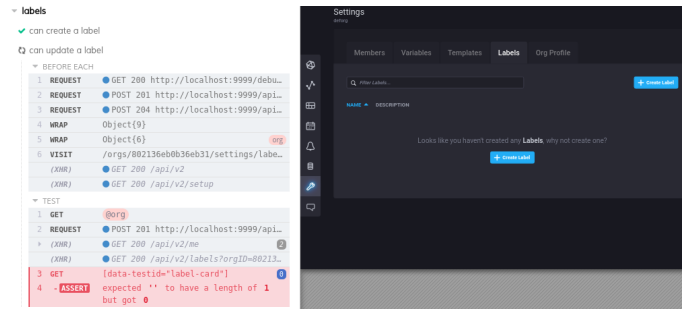 labels
can create a label
can update a label
BEFORE EACH
1 REQUEST GET 200 http://localhost:9999/debu…
2 REQUEST POST 201 http://localhost:9999/api…
3 REQUEST POST 204 http://localhost:9999/api…
4 WRAP Object{9}
5 WRAP Object{6} org
6 VISIT /orgs/802136eb0b36eb31/settings/labe…
(XHR) GET 200 /api/v2
(XHR) GET 200 /api/v2/setup
TEST
1 GET @org
2 REQUEST POST 201 http://localhost:9999/api…
(XHR) GET 200 /api/v2/me 2
(XHR) GET 200 /api/v2/labels?orgID=80213…
3 GET [data-testid="label-card"] 0
4 -ASSERT expected '' to have a length of 1
but got 0
Settings
Members Variables Templates Labels Org Profile
Filter Labels...
+ Create Label
NAME DESCRIPTION
Looks like you haven't created any Labels, why not create one?
+ Create Label